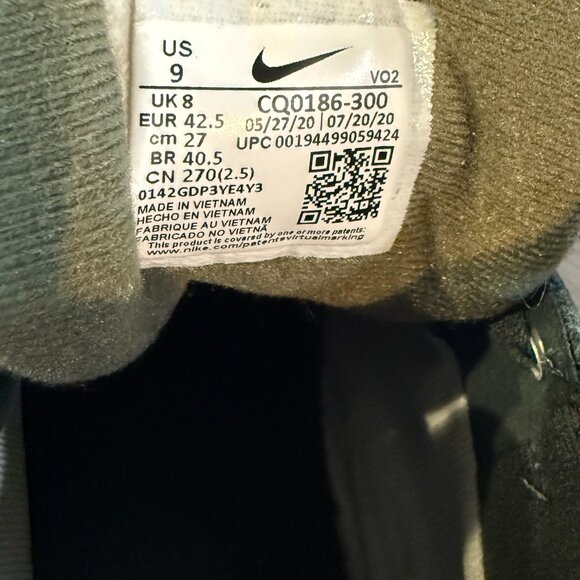 US
9
VO2
UK 8
CQ0186-300
EUR 42.5
05/27/20 | 07/20/20
cm 27
UPC 00194499059424
BR 40.5
CN 270(2.5)
0142GDP3YE4Y3
MADE IN VIETNAM
HECHO EN VIETNAM
FABRIQUE AU VIETNAM
FABRICADO NO VIETNÃ
This product is covered by one or more patents:
www.nike.com/patentsvirtualmarking